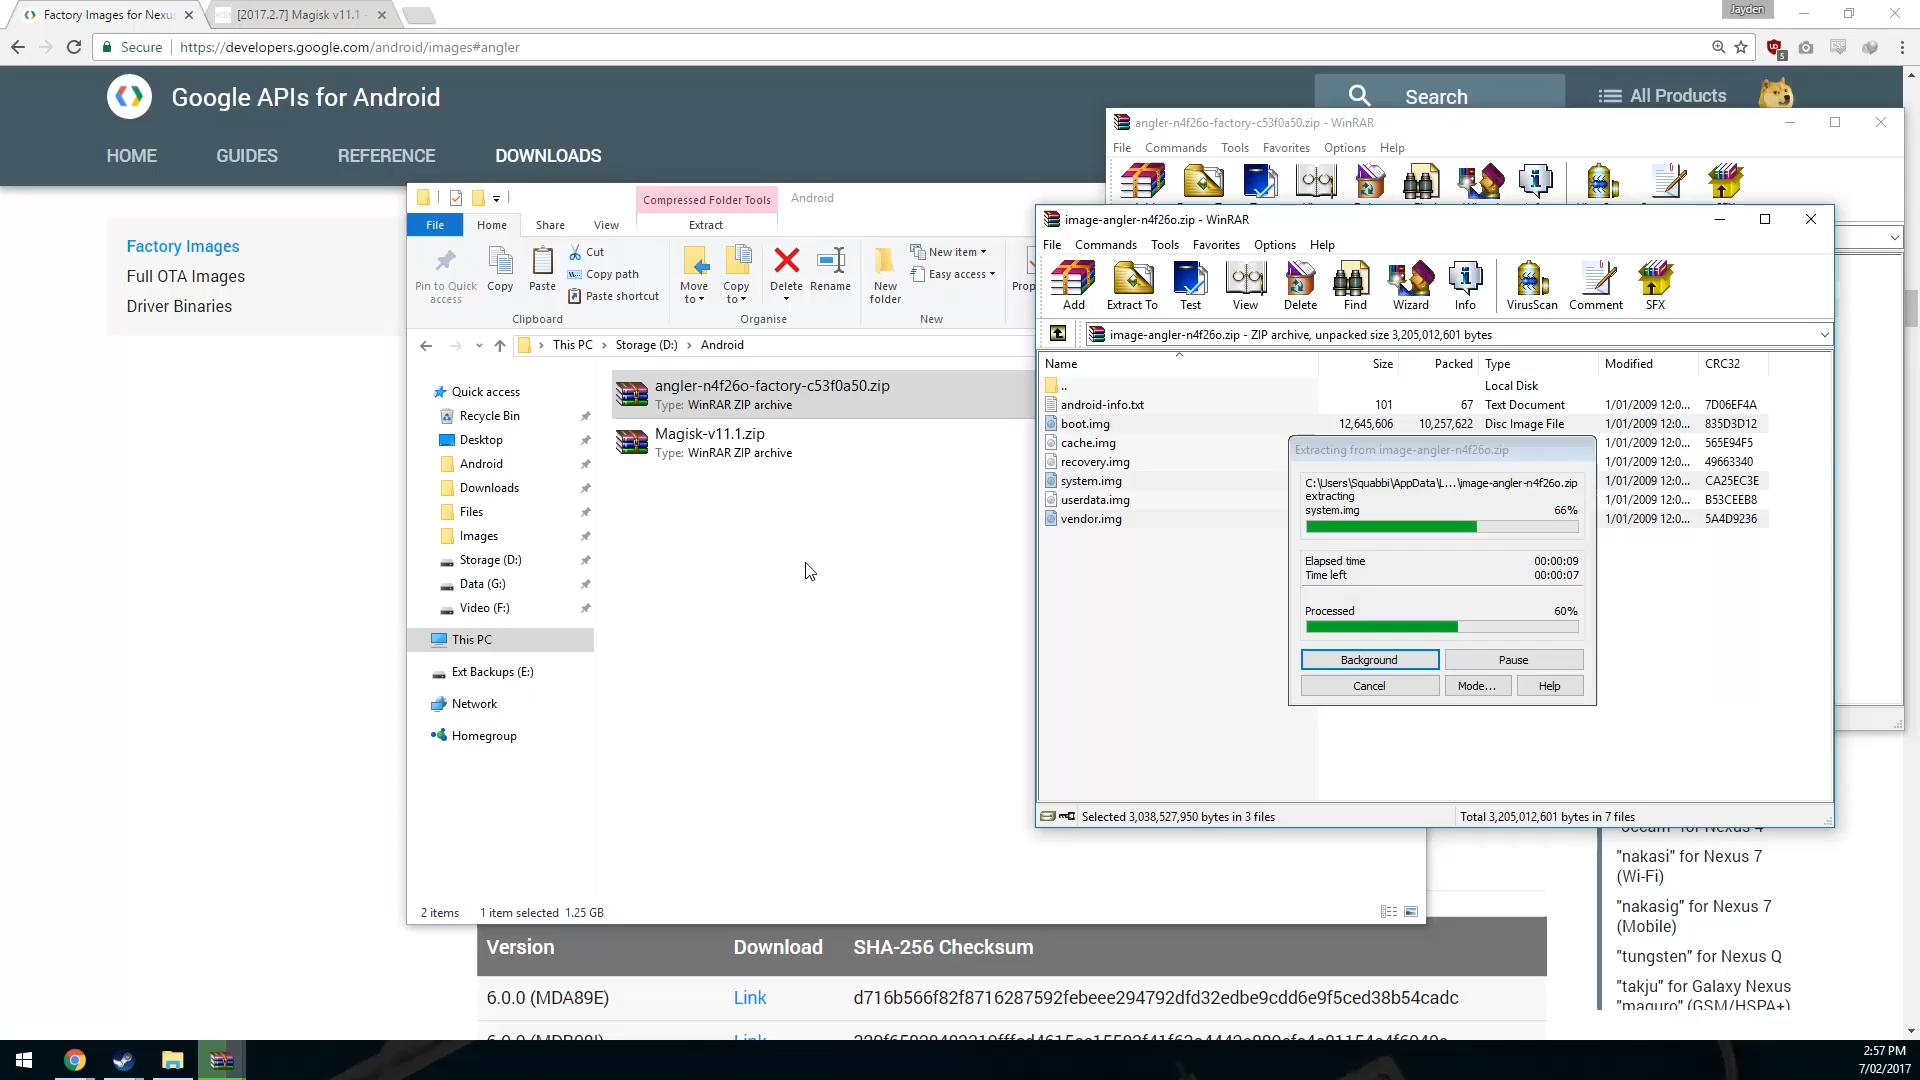 Factory Images for Nexus
[2017.2.7] Magisk v11.1 -
Jayden
Secure
https://developers.google.com/android/images#angler
Google APIs for Android
Search
All Products
HOME
GUIDES
REFERENCE
DOWNLOADS
Factory Images
Full OTA Images
Driver Binaries
angler-n4f26o-factory-c53f0a50.zip - WinRAR
File Commands Tools Favorites Options Help
Compressed Folder Tools
Android
File Home Share View Extract
Pin to Quick access
Copy
Paste
Cut
Copy path
Paste shortcut
Clipboard
Move to
Copy to
Delete
Rename
Organise
New folder
New item
Easy access
New
This PC > Storage (D:) > Android
Quick access
Recycle Bin
Desktop
Android
Downloads
Files
Images
Storage (D:)
Data (G:)
Video (F:)
This PC
Ext Backups (E:)
Network
Homegroup
angler-n4f26o-factory-c53f0a50.zip
Type: WinRAR ZIP archive
Magisk-v11.1.zip
Type: WinRAR ZIP archive
2 items 1 item selected 1.25 GB
image-angler-n4f26o.zip - WinRAR
File Commands Tools Favorites Options Help
Add Extract To Test View Delete Find Wizard Info VirusScan Comment SFX
image-angler-n4f26o.zip - ZIP archive, unpacked size 3,205,012,601 bytes
Name Size Packed Type Modified CRC32
.. Local Disk
android-info.txt 101 67 Text Document 1/01/2009 12:0... 7D06EF4A
boot.img 12,645,606 10,257,622 Disc Image File 1/01/2009 12:0... 835D3D12
cache.img 1/01/2009 12:0... 565E94F5
recovery.img 1/01/2009 12:0... 49663340
system.img 1/01/2009 12:0... CA25EC3E
userdata.img 1/01/2009 12:0... B53CEEB8
vendor.img 1/01/2009 12:0... 5A4D9236
Extracting from image-angler-n4f26o.zip
C:\Users\Squabbi\AppData\L...\image-angler-n4f26o.zip
extracting
system.img 66%
Elapsed time 00:00:09
Time left 00:00:07
Processed 60%
Background
Pause
Cancel
Mode...
Help
Selected 3,038,527,950 bytes in 3 files
Total 3,205,012,601 bytes in 7 files
"nakasi" for Nexus 7
(Wi-Fi)
"nakasig" for Nexus 7
(Mobile)
"tungsten" for Nexus Q
"takju" for Galaxy Nexus
"maguro" (GSM/HSPA+)
Version Download SHA-256 Checksum
6.0.0 (MDA89E) Link d716b566f82f8716287592febeee294792dfd32edbe9cdd6e9f5ced38b54cadc
2:57 PM
7/02/2017